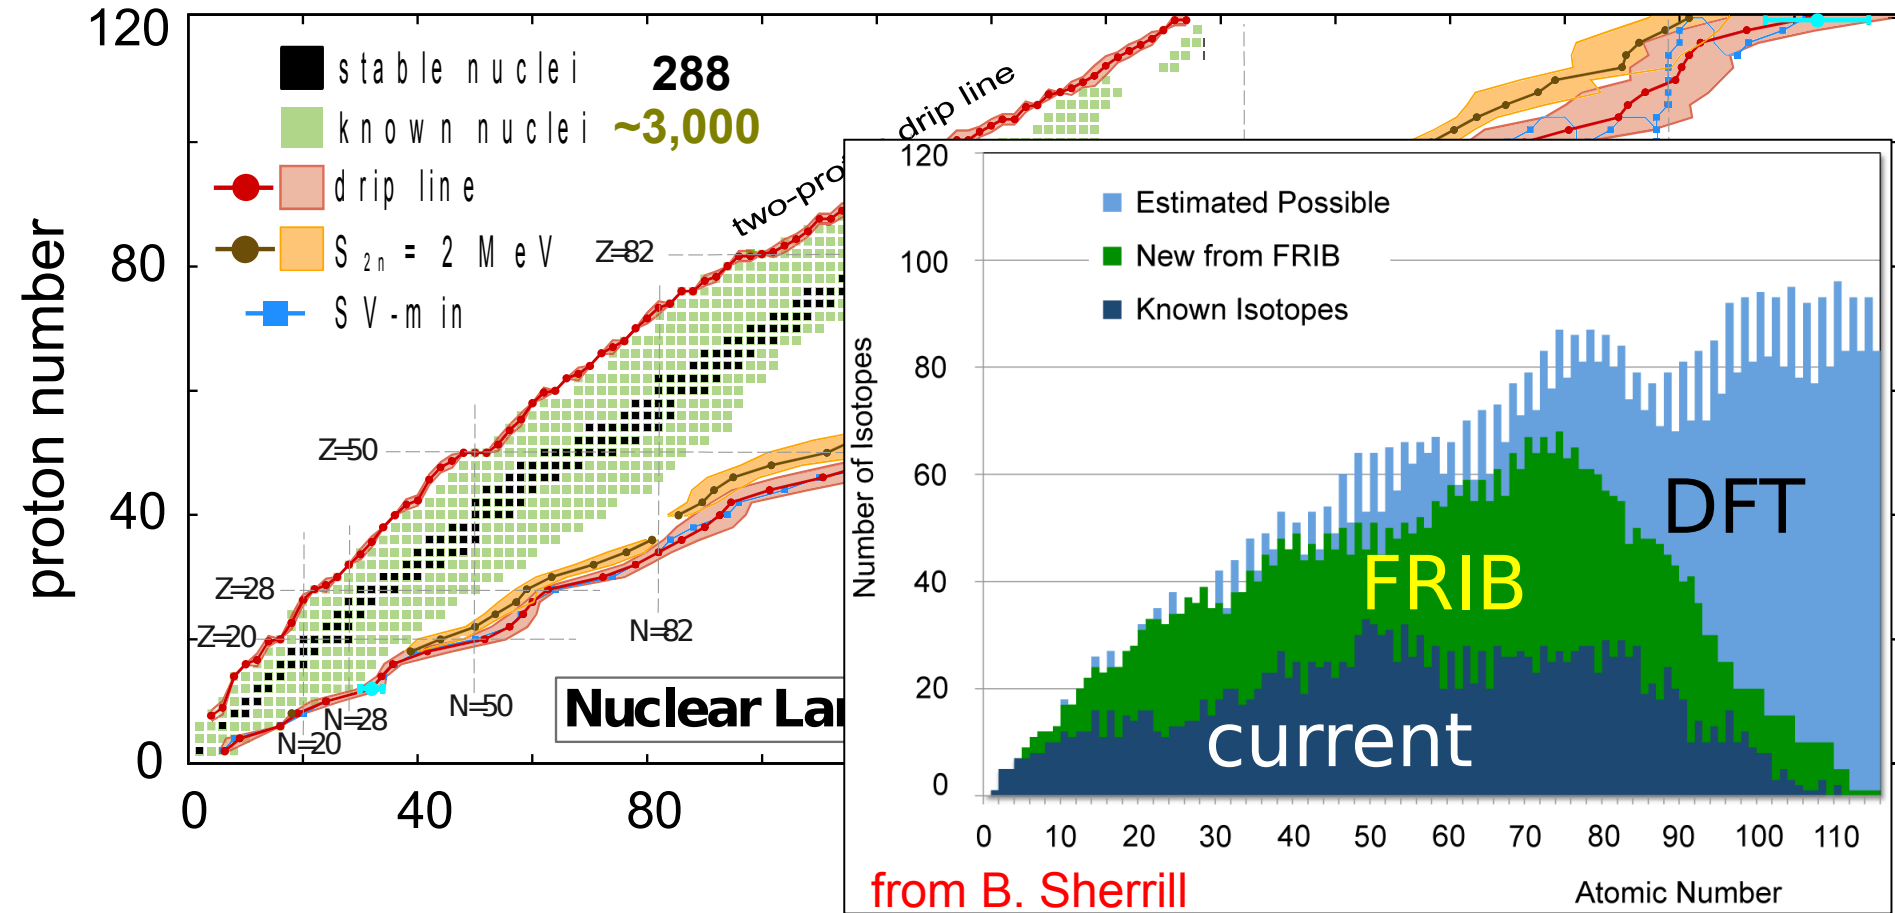 120
80
40
0
proton number
0
40
80
stable nuclei 288
known nuclei ~3,000
drip line
S2n = 2 MeV
SV-min
drip line
two-pro
Z=82
Z=50
Z=28
Z=20
N=82
N=50
N=28
N=20
Nuclear Lan
120
100
80
60
40
20
0
Number of Isotopes
Estimated Possible
New from FRIB
Known Isotopes
DFT
FRIB
current
0 10 20 30 40 50 60 70 80 90 100 110
Atomic Number
from B. Sherrill